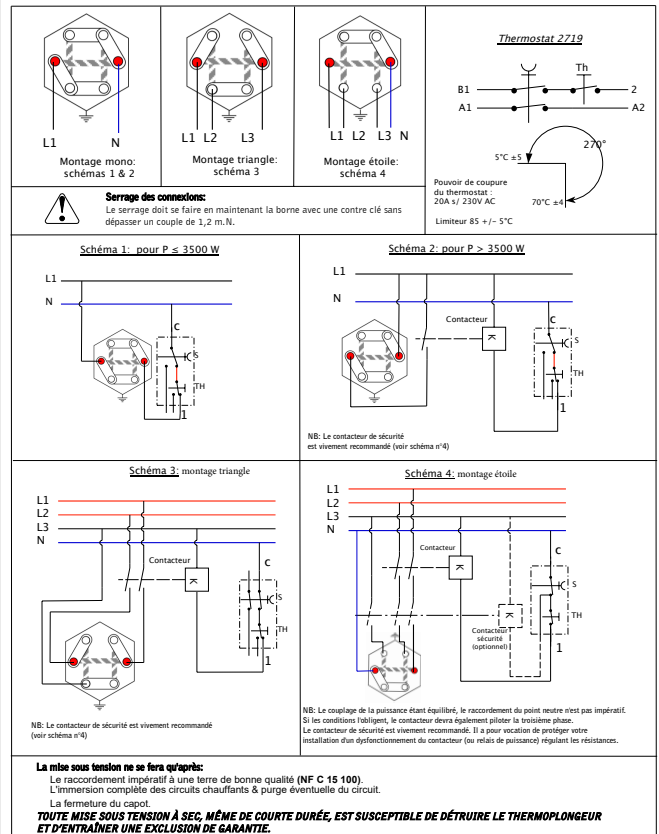 L1
N
Montage mono:
schémas 1 & 2
L1 L2 L3
Montage triangle:
schéma 3
L1 L2 L3 N
Montage étoile:
schéma 4
Thermostat 2719
Th
B1
2
A1
A2
270°
5°C ±5
70°C ±4
Pouvoir de coupure
du thermostat :
20A s/ 230V AC
Limiteur 85 +/- 5°C
Serrage des connexions:
Le serrage doit se faire en maintenant la borne avec une contre clé sans
dépasser un couple de 1,2 m.N.
Schéma 1: pour P ≤ 3500 W
L1
N
C
S
TH
1
Schéma 2: pour P > 3500 W
L1
N
Contacteur
K
C
S
TH
1
NB: Le contacteur de sécurité
est vivement recommandé (voir schéma n°4)
Schéma 3: montage triangle
L1
L2
L3
N
Contacteur
K
C
S
TH
1
NB: Le contacteur de sécurité est vivement recommandé
(voir schéma n°4)
Schéma 4: montage étoile
L1
L2
L3
N
Contacteur
K
C
S
TH
1
K
Contacteur
sécurité
(optionnel)
NB: Le couplage de la puissance étant équilibré, le raccordement du point neutre n'est pas impératif.
Si les conditions l'obligent, le contacteur devra également piloter la troisième phase.
Le contacteur de sécurité est vivement recommandé. Il a pour vocation de protéger votre
installation d'un dysfonctionement du contacteur (ou relais de puissance) régulant les résistances.
La mise sous tension ne se fera qu'après:
Le raccordement impératif à une terre de bonne qualité (NF C 15 100).
L'immersion complète des circuits chauffants & purge éventuelle du circuit.
La fermeture du capot.
TOUTE MISE SOUS TENSION À SEC, MÊME DE COURTE DURÉE, EST SUSCEPTIBLE DE DÉTRUIRE LE THERMOPLONGEUR
ET D'ENTRAÎNER UNE EXCLUSION DE GARANTIE.